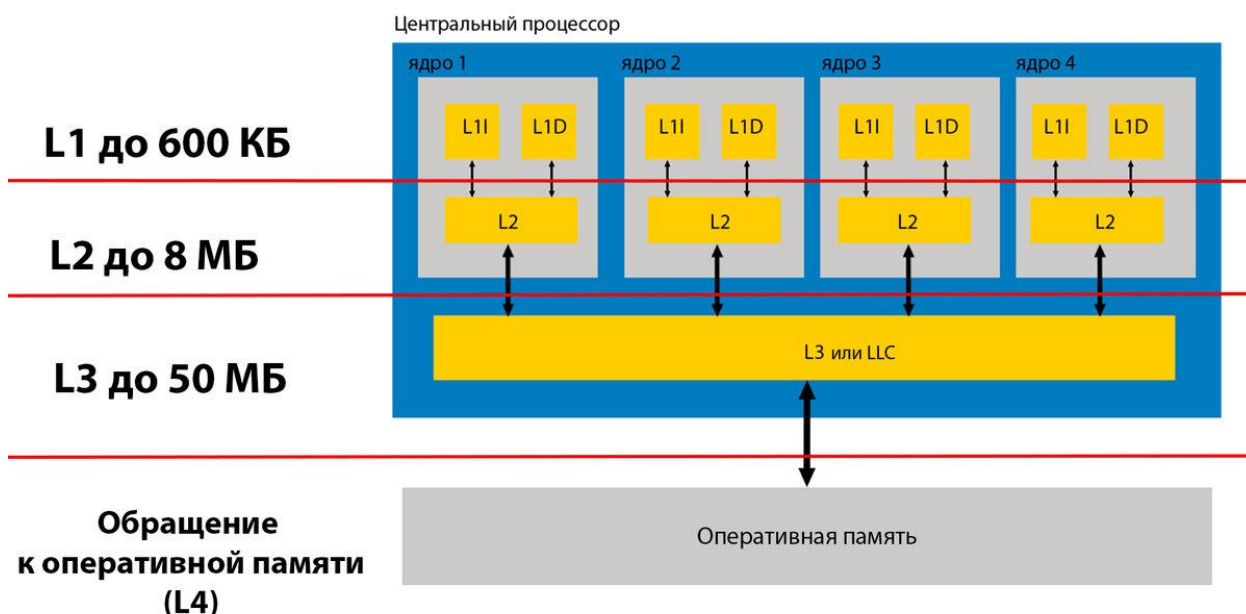 Центральный процессор
ядро 1 ядро 2 ядро 3 ядро 4
L1 до 600 КБ
L1I L1D L1I L1D L1I L1D L1I L1D
L2 до 8 МБ
L2 L2 L2 L2
L3 до 50 МБ
L3 или LLC
Обращение
к оперативной памяти
(L4)
Оперативная память